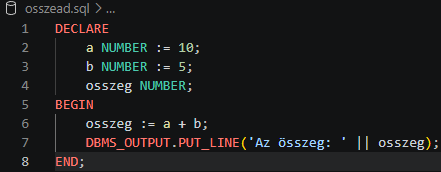 osszead.sql > ...
1 DECLARE
2     a NUMBER := 10;
3     b NUMBER := 5;
4     osszeg NUMBER;
5 BEGIN
6     osszeg := a + b;
7     DBMS_OUTPUT.PUT_LINE('Az összeg: ' || osszeg);
8 END;